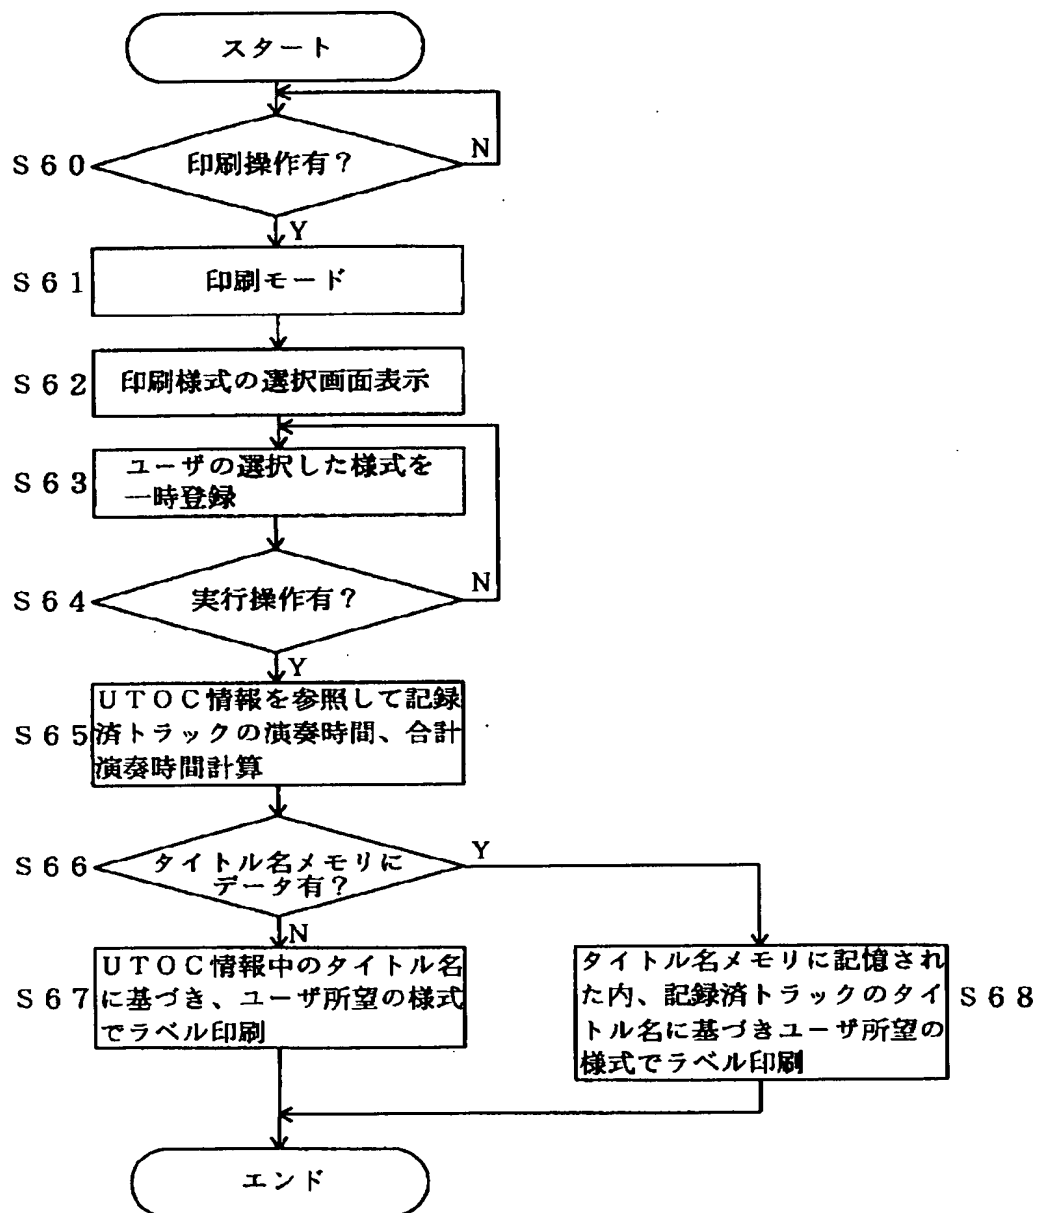 スタート
N
S60
印刷操作有?
Y
S61
印刷モード
S62
印刷様式の選択画面表示
S63
ユーザの選択した様式を
一時登録
N
S64
実行操作有?
Y
UTOC情報を参照して記録
S65
済トラックの演奏時間、合計
演奏時間計算
Y
S66
タイトル名メモリに
データ有?
N
UTOC情報中のタイトル名
S67
に基づき、ユーザ所望の様式
でラベル印刷
タイトル名メモリに記憶され
た内、記録済トラックのタイ
S68
トル名に基づきユーザ所望の
様式でラベル印刷
エンド